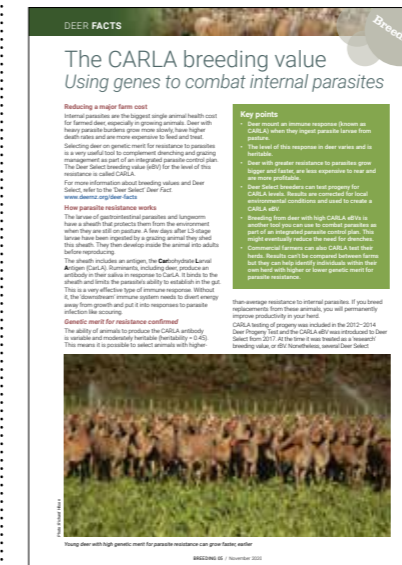 DEER FACTS
Breed
The CARLA breeding value
Using genes to combat internal parasites
Reducing a major farm cost
Internal parasites are the biggest single animal health cost
for farmed deer, especially in growing animals. Deer with
heavy parasite burdens grow more slowly, have higher
death rates and are more expensive to feed and treat.
Selecting deer on genetic merit for resistance to parasites
is a very useful tool to complement drenching and grazing
management as part of an integrated parasite control plan.
The Deer Select breeding value (eBV) for the level of this
resistance is called CARLA.
For more information about breeding values and Deer
Select, refer to the 'Deer Select' Deer Fact.
www.deernz.org/deer-facts
How parasite resistance works
The larvae of gastrointestinal parasites and lungworm
have a sheath that protects them from the environment
when they are still on pasture. A few days after L3-stage
larvae have been ingested by a grazing animal they shed
this sheath. They then develop inside the animal into adults
before reproducing.
The sheath includes an antigen, the Carbohydrate Larval
Antigen (CarLA). Ruminants, including deer, produce an
antibody in their saliva in response to CarLA. It binds to the
sheath and limits the parasite's ability to establish in the gut.
This is a very effective type of immune response. Without
it, the 'downstream' immune system needs to divert energy
away from growth and put it into responses to parasite
infection like scouring.
Genetic merit for resistance confirmed
The ability of animals to produce the CARLA antibody
is variable and moderately heritable (heritability = 0.45).
This means it is possible to select animals with higher-
Key points
• Deer mount an immune response (known as
CARLA) when they ingest parasite larvae from
pasture.
• The level of this response in deer varies and is
heritable.
• Deer with greater resistance to parasites grow
bigger and faster, are less expensive to rear and
are more profitable.
• Deer Select breeders can test progeny for
CARLA levels. Results are corrected for local
environmental conditions and used to create a
CARLA eBV.
• Breeding from deer with high CARLA eBVs is
another tool you can use to combat parasites as
part of an integrated parasite control plan. This
might eventually reduce the need for drenches.
• Commercial farmers can also CARLA test their
herds. Results can't be compared between farms
but they can help identify individuals within their
own herd with higher or lower genetic merit for
parasite resistance.
than-average resistance to internal parasites. If you breed
replacements from these animals, you will permanently
improve productivity in your herd.
CARLA testing of progeny was included in the 2012–2014
Deer Progeny Test and the CARLA eBV was introduced to Deer
Select from 2017. At the time it was treated as a 'research'
breeding value, or rBV. Nonetheless, several Deer Select
Young deer with high genetic merit for parasite resistance can grow faster, earlier
BREEDING 05 / November 2022